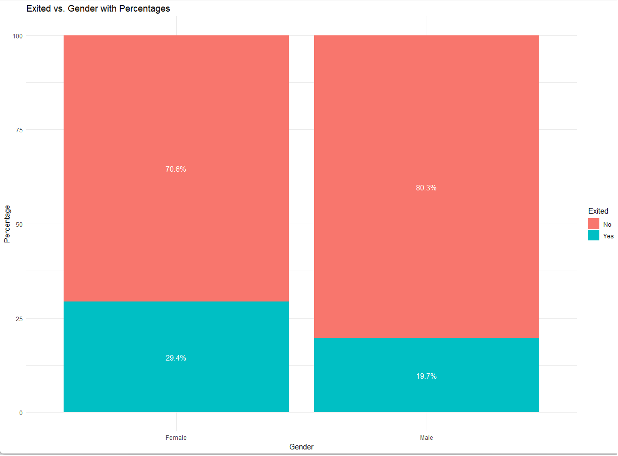 Exited vs. Gender with Percentages
100
75
50
25
0
Percentage
70.6%
80.3%
29.4%
19.7%
Female
Male
Gender
Exited
No
Yes